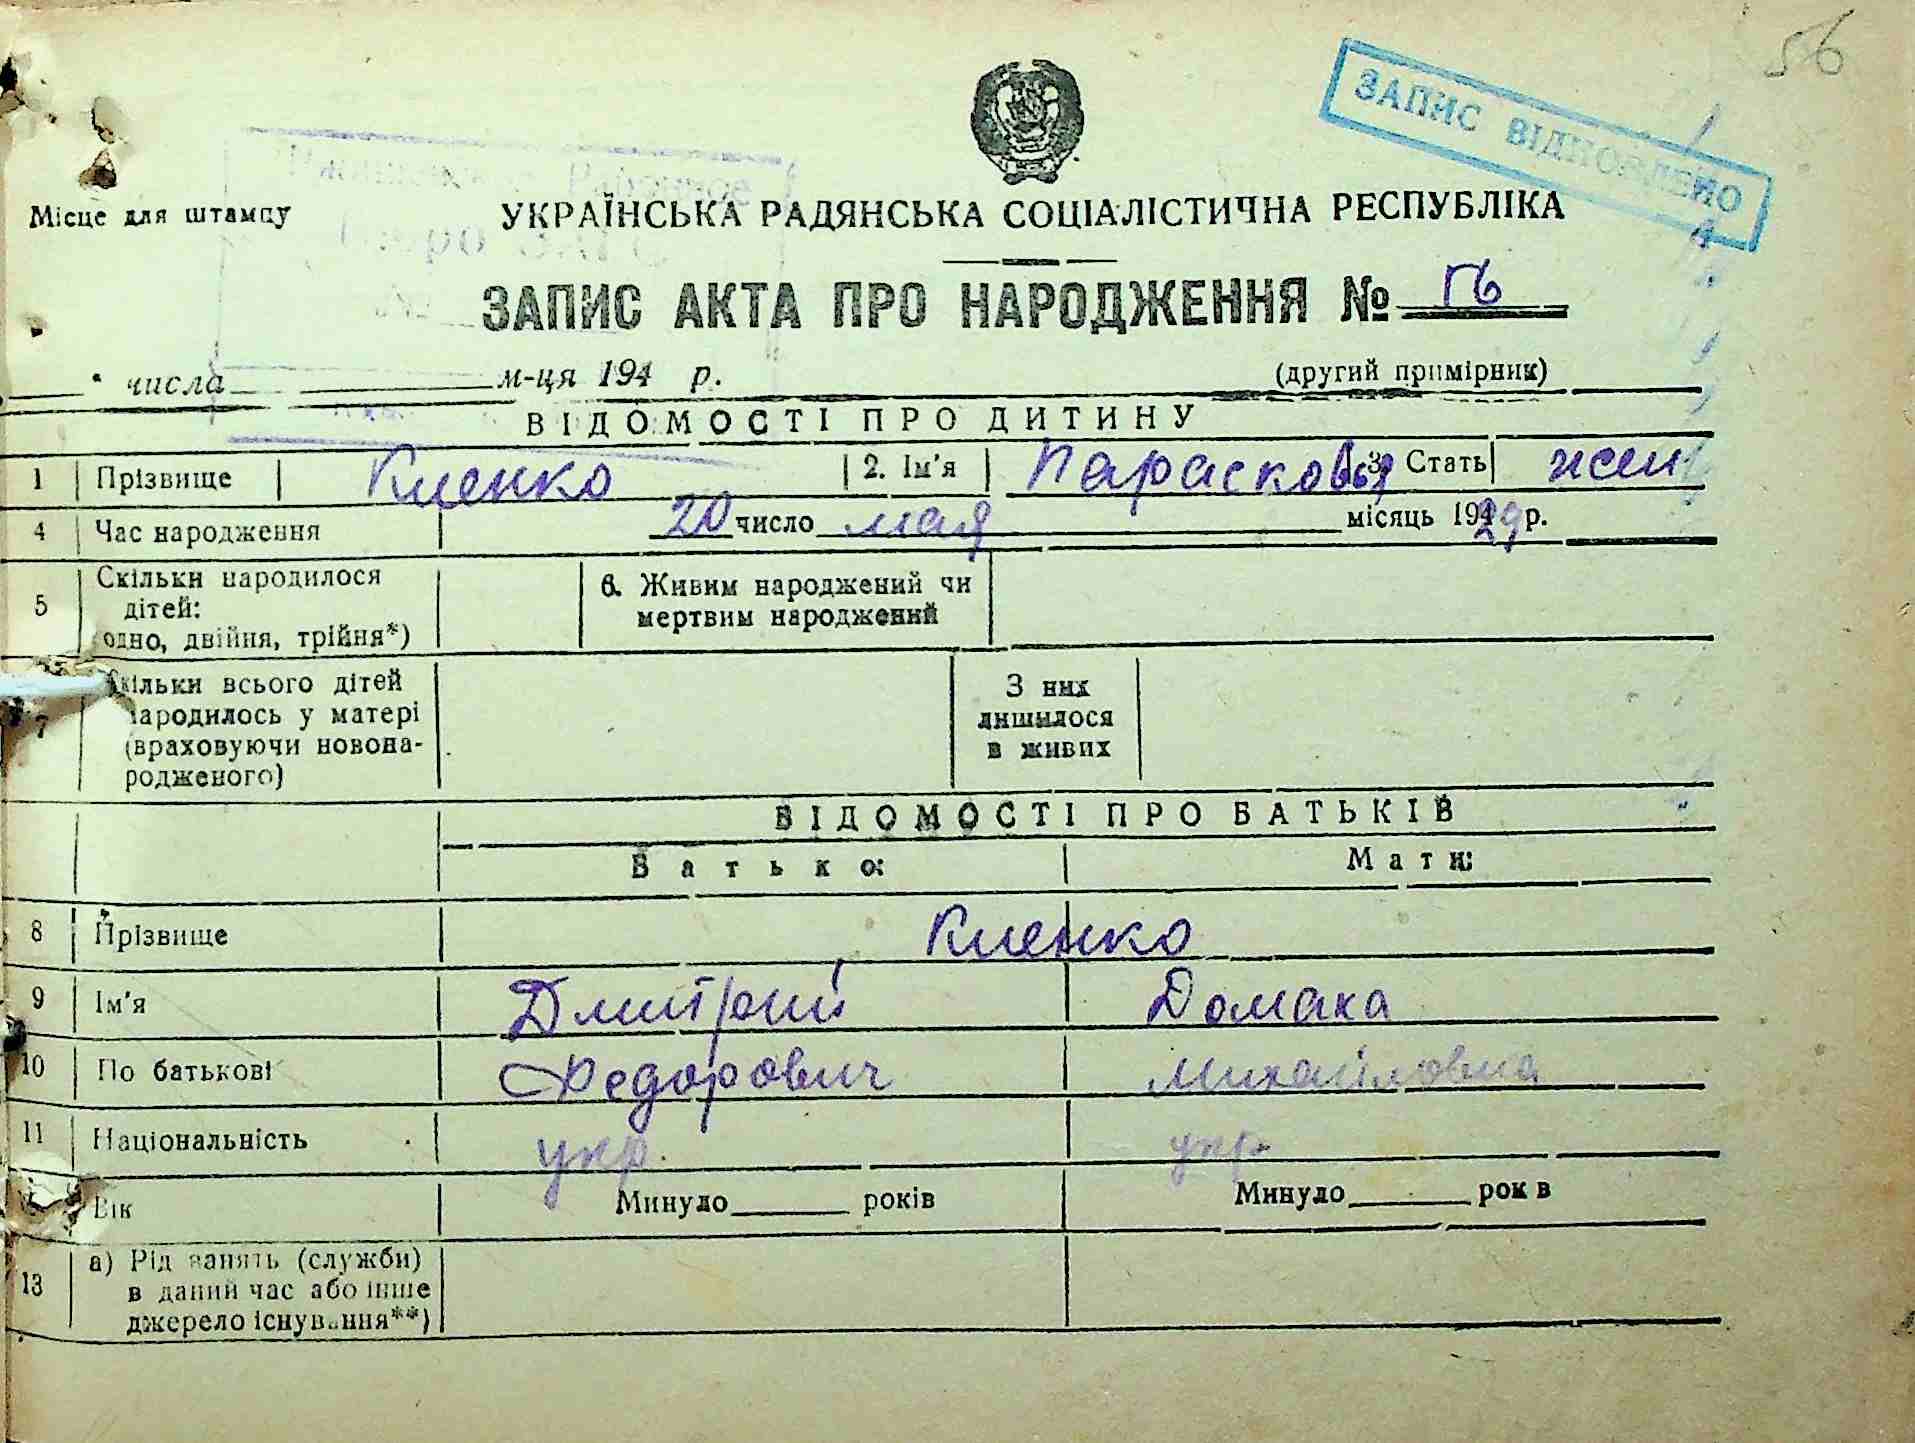 56
ЗАПИС ВІДНОВЛЕНО
Місце для штампу
УКРАЇНСЬКА РАДЯНСЬКА СОЦІАЛІСТИЧНА РЕСПУБЛІКА
ЗАПИС АКТА ПРО НАРОДЖЕННЯ №
числа м-ця 194 р. (другий примірник)
ВІДОМОСТІ ПРО ДИТИНУ
1 Прізвище Кленко 2. Ім'я Парасковья 3 Стать жен
4 Час народження 20 число мая місяць 1929 р.
5 Скільки народилося дітей: одно, двійня, трійня*)
6. Живим народжений чи мертвим народжений
7 Скільки всього дітей народилось у матері (враховуючи новонародженого)
З них лишилося в живих
ВІДОМОСТІ ПРО БАТЬКІВ
Батько: Мати:
8 Прізвище Кленко
9 Ім'я Дмитрий Домака
10 По батькові Федорович Михайловна
11 Національність укр. укр.
Вік Минуло років Минуло рок в
13 а) Рід занять (служби) в даний час або інше джерело існування**)